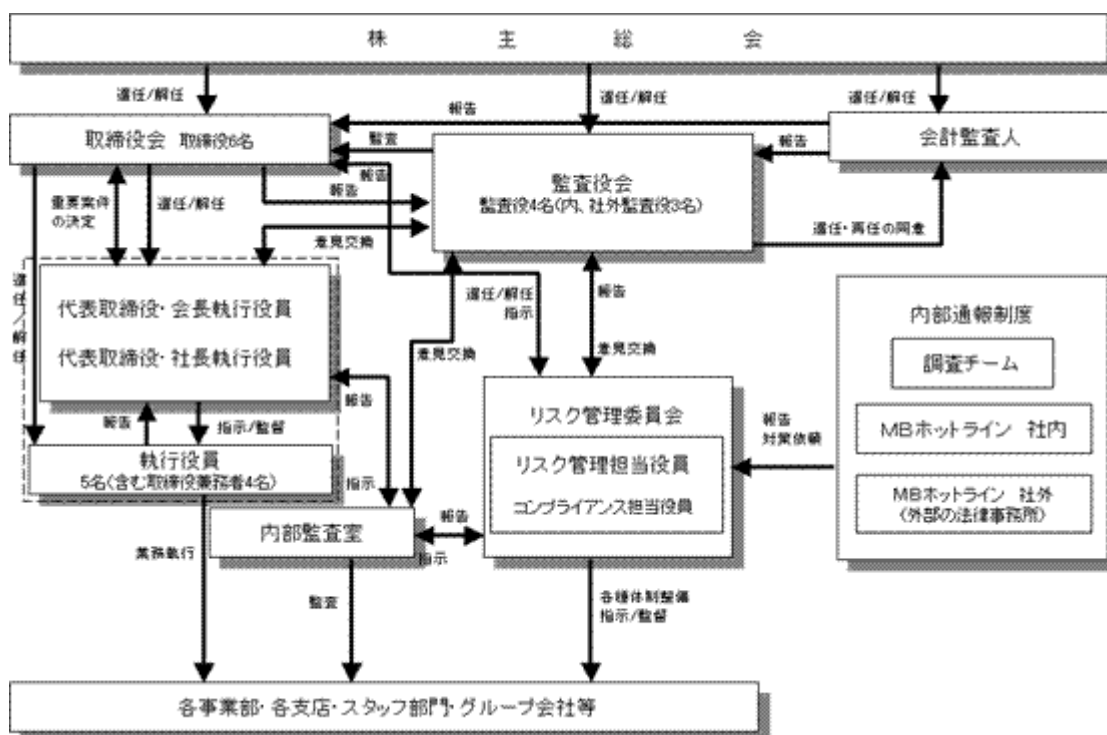 株主総会
選任/解任
選任/解任
選任/解任
報告
取締役会 取締役6名
監査
会計監査人
報告
監査役会
監査役4名(内、社外監査役3名)
報告
報告
重要案件
の決定
選任/解任
意見交換
選任・再任の同意
選任/解任
代表取締役・会長執行役員
代表取締役・社長執行役員
選任/解任
指示
報告
意見交換
意見交換
内部通報制度
調査チーム
MBホットライン 社内
MBホットライン 社外
(外部の法律事務所)
報告
対策依頼
報告
報告
指示/監督
リスク管理委員会
リスク管理担当役員
コンプライアンス担当役員
執行役員
5名(含む取締役兼務者4名)
指示
内部監査室
報告
指示
業務執行
監査
各種体制整備
指示/監督
各事業部・各支店・スタッフ部門・グループ会社等